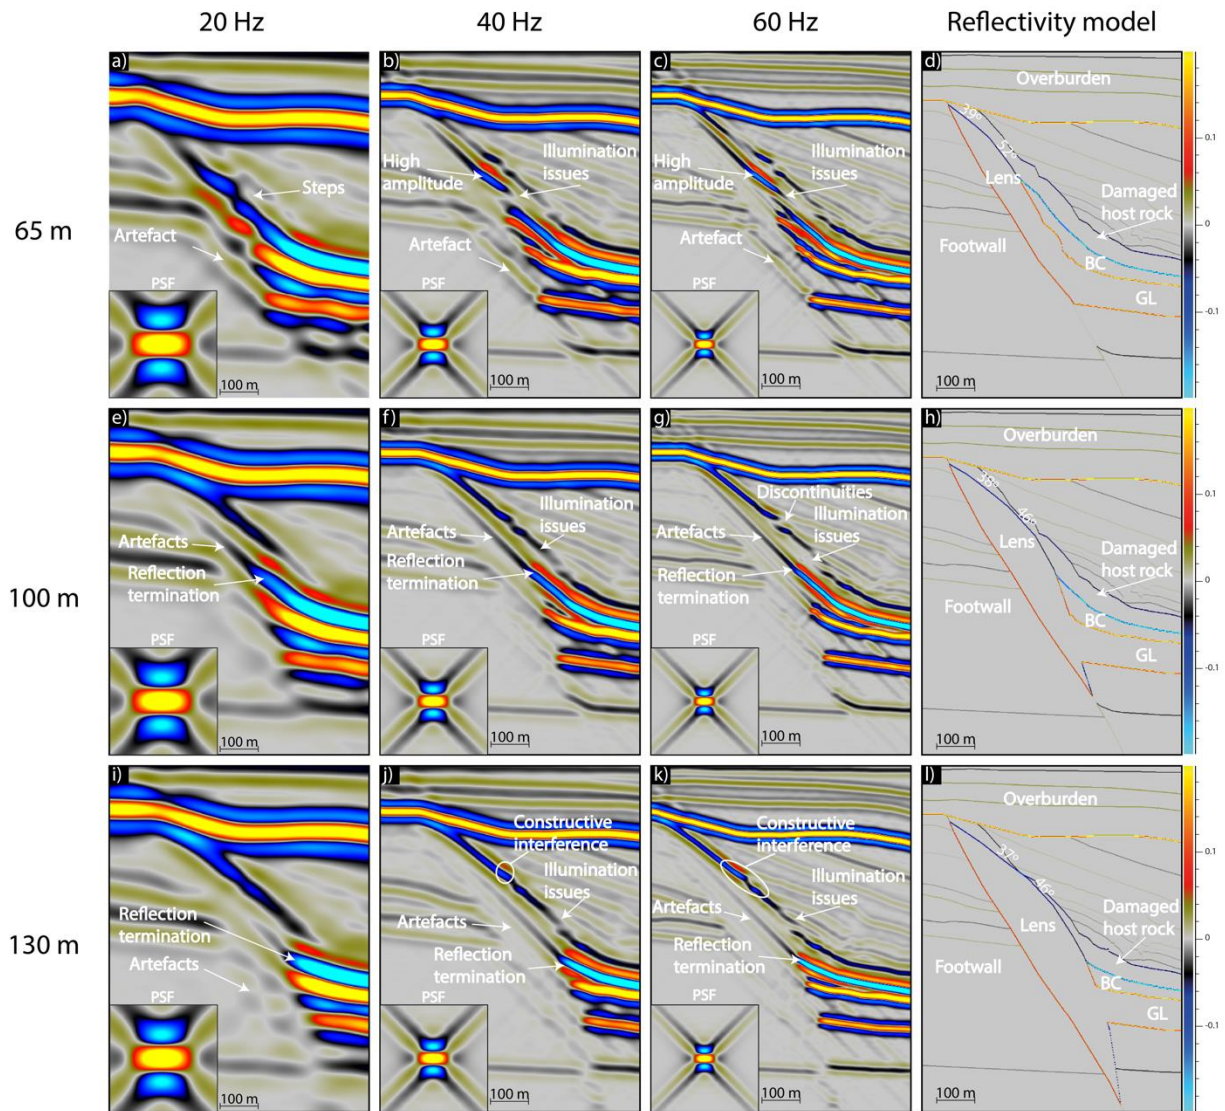 20 Hz
40 Hz
60 Hz
Reflectivity model
65 m
a)
Steps
Artefact
PSF
100 m
b)
High
amplitude
Illumination
issues
Artefact
PSF
100 m
c)
High
amplitude
Illumination
issues
Artefact
PSF
100 m
d)
Overburden
39°
52°
Lens
Damaged
host rock
Footwall
BC
GL
100 m
0.1
0
-0.1
100 m
e)
Artefacts
Reflection
termination
PSF
100 m
f)
Illumination
issues
Artefacts
Reflection
termination
PSF
100 m
g)
Discontinuities
Illumination
issues
Artefacts
Reflection
termination
PSF
100 m
h)
Overburden
38°
46°
Lens
Damaged
host rock
Footwall
BC
GL
100 m
0.1
0
-0.1
130 m
i)
Reflection
termination
Artefacts
PSF
100 m
j)
Constructive
interference
Illumination
issues
Artefacts
Reflection
termination
PSF
100 m
k)
Constructive
interference
Illumination
issues
Artefacts
Reflection
termination
PSF
100 m
l)
Overburden
37°
46°
Lens
Damaged
host rock
Footwall
BC
GL
100 m
0.1
0
-0.1